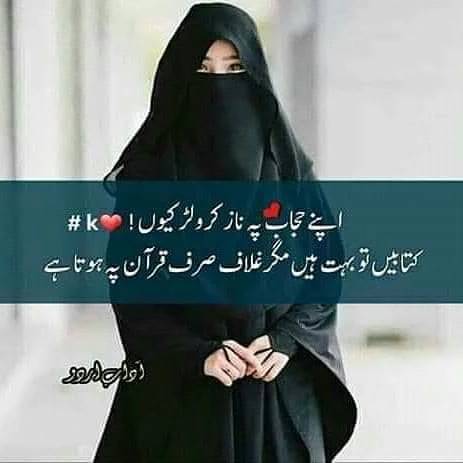 اپنے حجاب پہ ناز کرو لڑکیوں ! ❤ k #
کتابیں تو بہت ہیں مگر غلاف صرف قرآن پہ ہوتا ہے
آداب اردو